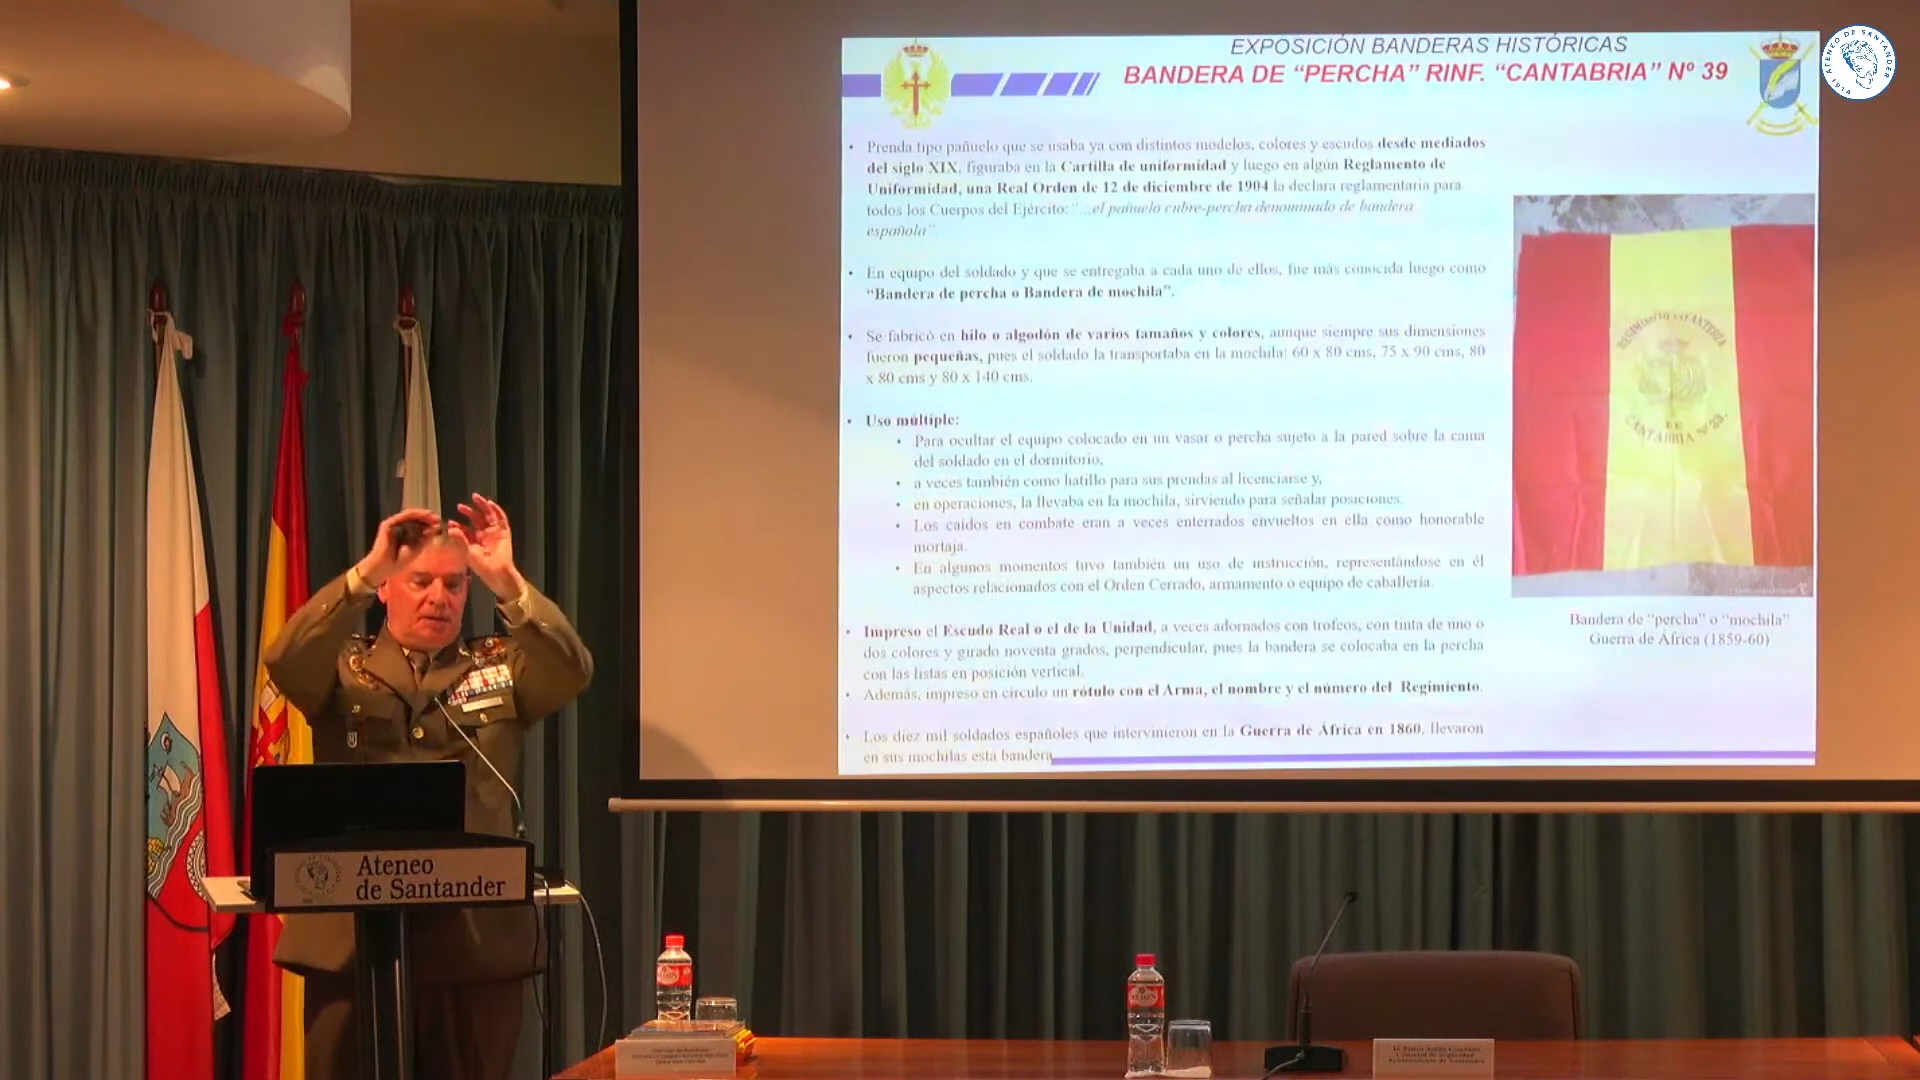 EXPOSICIÓN BANDERAS HISTÓRICAS
BANDERA DE “PERCHA” RINF. “CANTABRIA” Nº 39
ATENEO DE SANTANDER
1914
• Prenda tipo pañuelo que se usaba ya con distintos modelos, colores y escudos desde mediados
del siglo XIX, figuraba en la Cartilla de uniformidad y luego en algún Reglamento de
Uniformidad, una Real Orden de 12 de diciembre de 1904 la declara reglamentaria para
todos los Cuerpos del Ejército: “...el pañuelo cubre-percha denominado de bandera
española”.
• En equipo del soldado y que se entregaba a cada uno de ellos, fue más conocida luego como
“Bandera de percha o Bandera de mochila”.
• Se fabricó en hilo o algodón de varios tamaños y colores, aunque siempre sus dimensiones
fueron pequeñas, pues el soldado la transportaba en la mochila: 60 x 80 cms, 75 x 90 cms, 80
x 80 cms y 80 x 140 cms.
• Uso múltiple:
• Para ocultar el equipo colocado en un vasar o percha sujeto a la pared sobre la cama
del soldado en el dormitorio,
• a veces también como hatillo para sus prendas al licenciarse y,
• en operaciones, la llevaba en la mochila, sirviendo para señalar posiciones.
• Los caídos en combate eran a veces enterrados envueltos en ella como honorable
mortaja.
• En algunos momentos tuvo también un uso de instrucción, representándose en él
aspectos relacionados con el Orden Cerrado, armamento o equipo de caballería.
• Impreso el Escudo Real o el de la Unidad, a veces adornados con trofeos, con tinta de uno o
dos colores y girado noventa grados, perpendicular, pues la bandera se colocaba en la percha
con las listas en posición vertical.
• Además, impreso en círculo un rótulo con el Arma, el nombre y el número del Regimiento.
• Los diez mil soldados españoles que intervinieron en la Guerra de África en 1860, llevaron
en sus mochilas esta bandera
REGIMIENTO INFANTERIA
DE
CANTABRIA Nº 39.
Bandera de “percha” o “mochila”
Guerra de África (1859-60)
Ateneo
de Santander